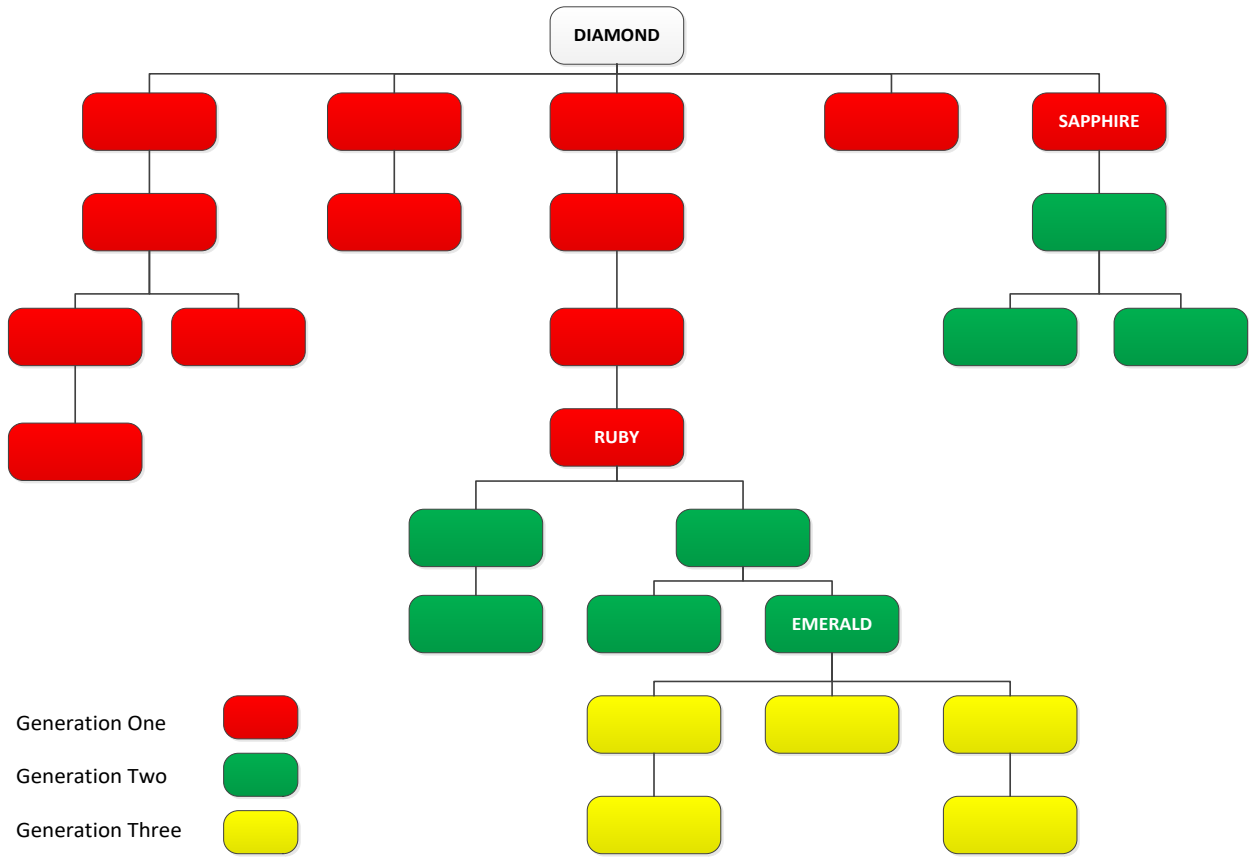 DIAMOND
SAPPHIRE
RUBY
EMERALD
Generation One
Generation Two
Generation Three